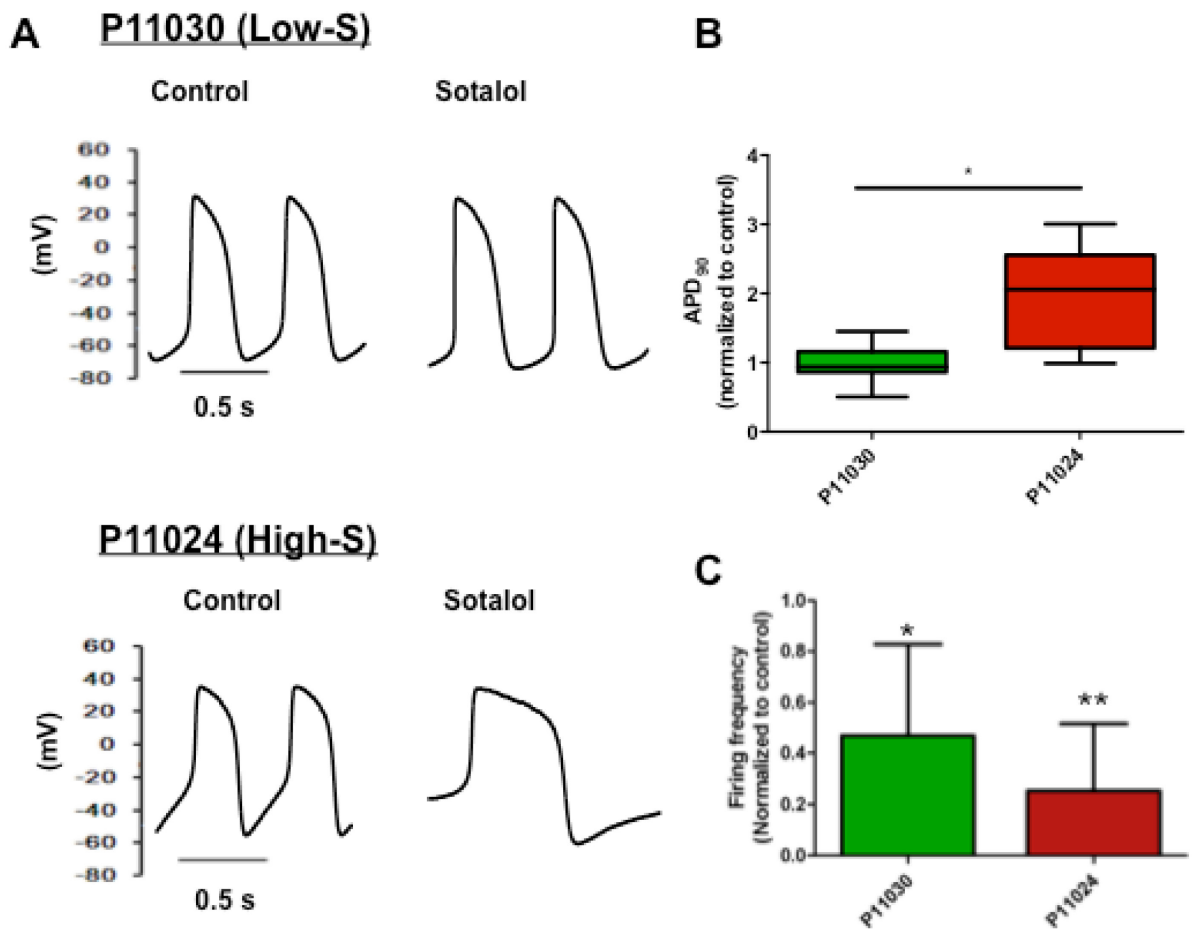 A
P11030 (Low-S)
Control
Sotalol
60
40
20
0
-20
-40
-60
-80
(mV)
0.5 s
P11024 (High-S)
Control
Sotalol
60
40
20
0
-20
-40
-60
-80
(mV)
0.5 s
B
APD90
(normalized to control)
4
3
2
1
0
*
P11030
P11024
C
Firing frequency
(Normalized to control)
1.0
0.8
0.6
0.4
0.2
0.0
*
**
P11030
P11024